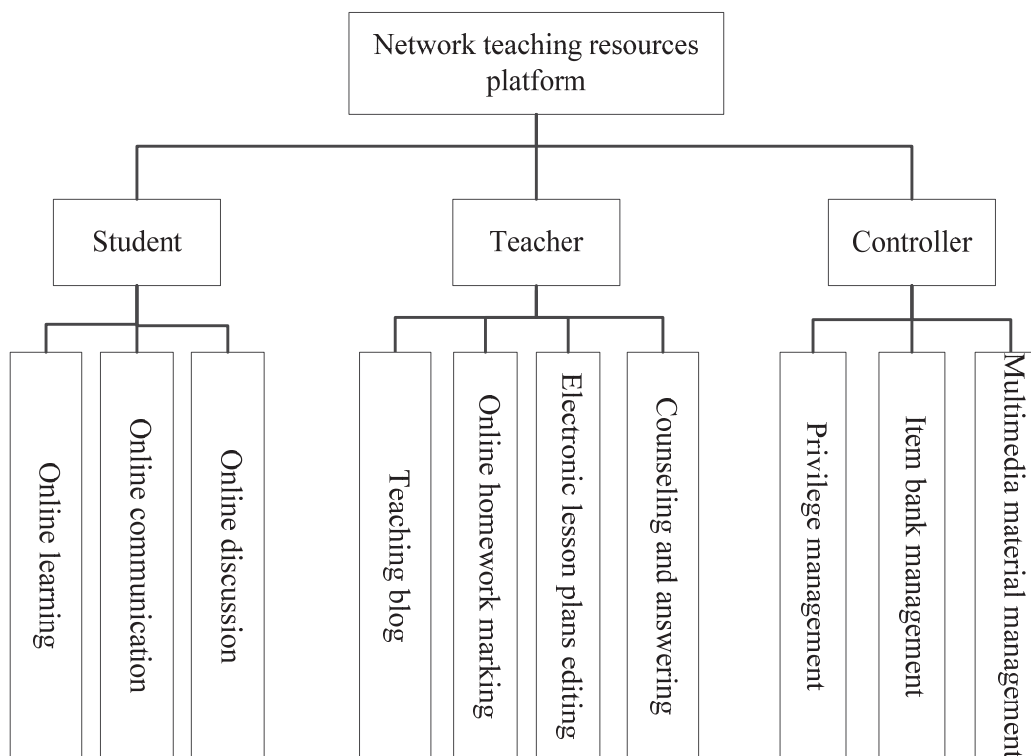 Network teaching resources
platform
Student
Teacher
Controller
Online learning
Online communication
Online discussion
Teaching blog
Online homework marking
Electronic lesson plans editing
Counseling and answering
Privilege management
Item bank management
Multimedia material management